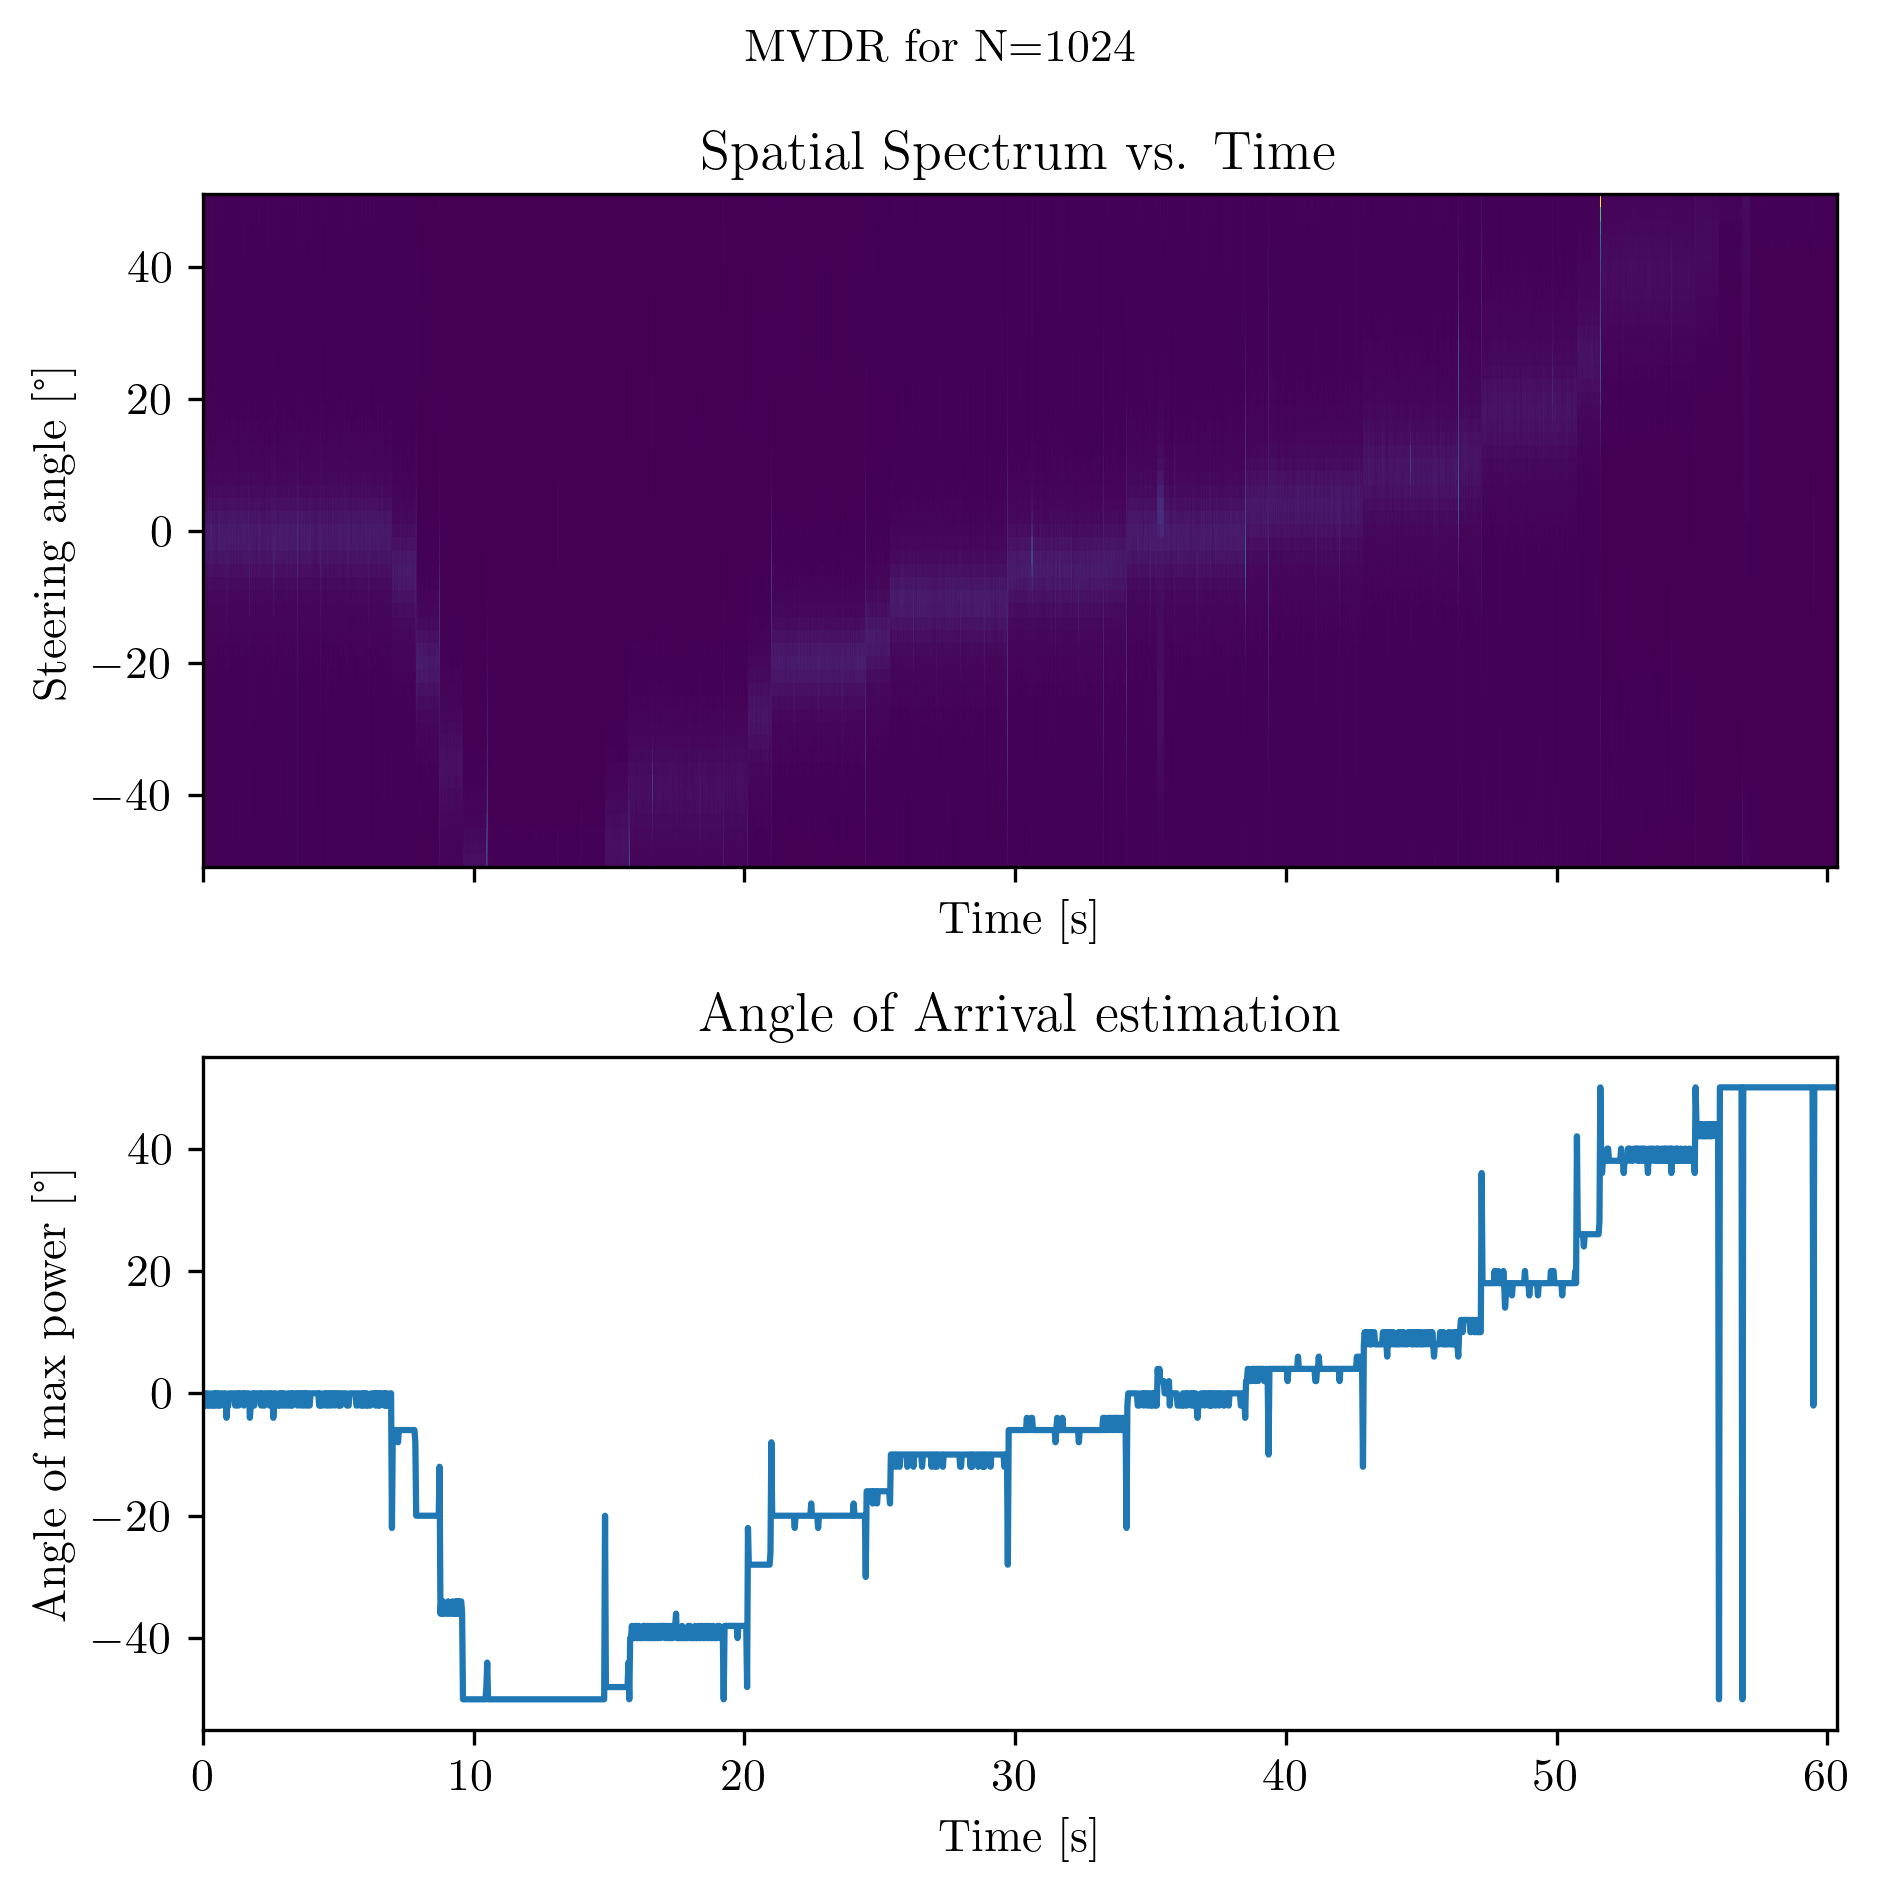 MVDR for N=1024
Spatial Spectrum vs. Time
40
20
0
−20
−40
Steering angle [°]
Time [s]
Angle of Arrival estimation
40
20
0
−20
−40
Angle of max power [°]
0 10 20 30 40 50 60
Time [s]